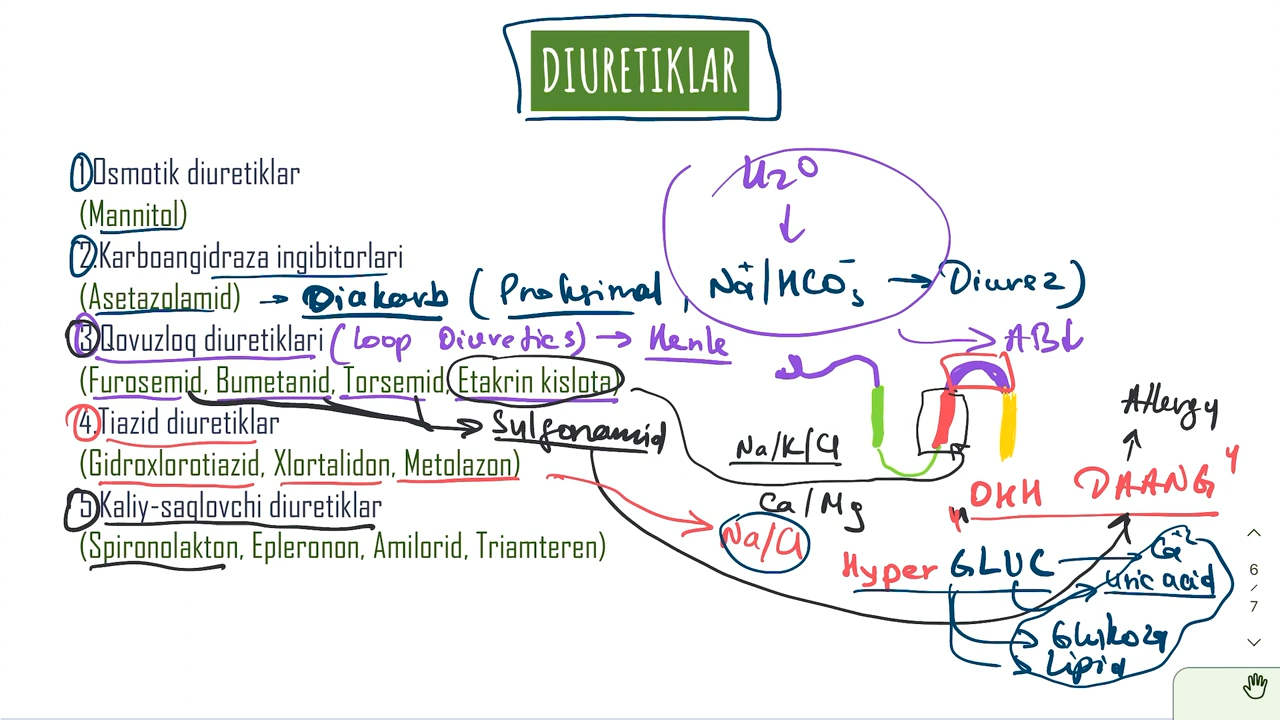 DIURETIKLAR
1.Osmotik diuretiklar
(Mannitol)
2.Karboangidraza ingibitorlari
(Asetazolamid) → Diakarb ( Proksimal, Na+/HCO3- → Diurez)
H2O
↓
3.Qovuzloq diuretiklari (Loop Diuretics) → Henle
→ AB↓
(Furosemid, Bumetanid, Torsemid, Etakrin kislota)
→ Sulfonamid
4.Tiazid diuretiklar
(Gidroxlorotiazid, Xlortalidon, Metolazon)
5.Kaliy-saqlovchi diuretiklar
(Spironolakton, Epleronon, Amilorid, Triamteren)
Na/K/Cl
Ca/Mg
Na/Cl
Allergy
↑
"OHH DAANG"
Hyper GLUC
Ca+2
Uric acid
Glukoza
Lipid
6
/
7